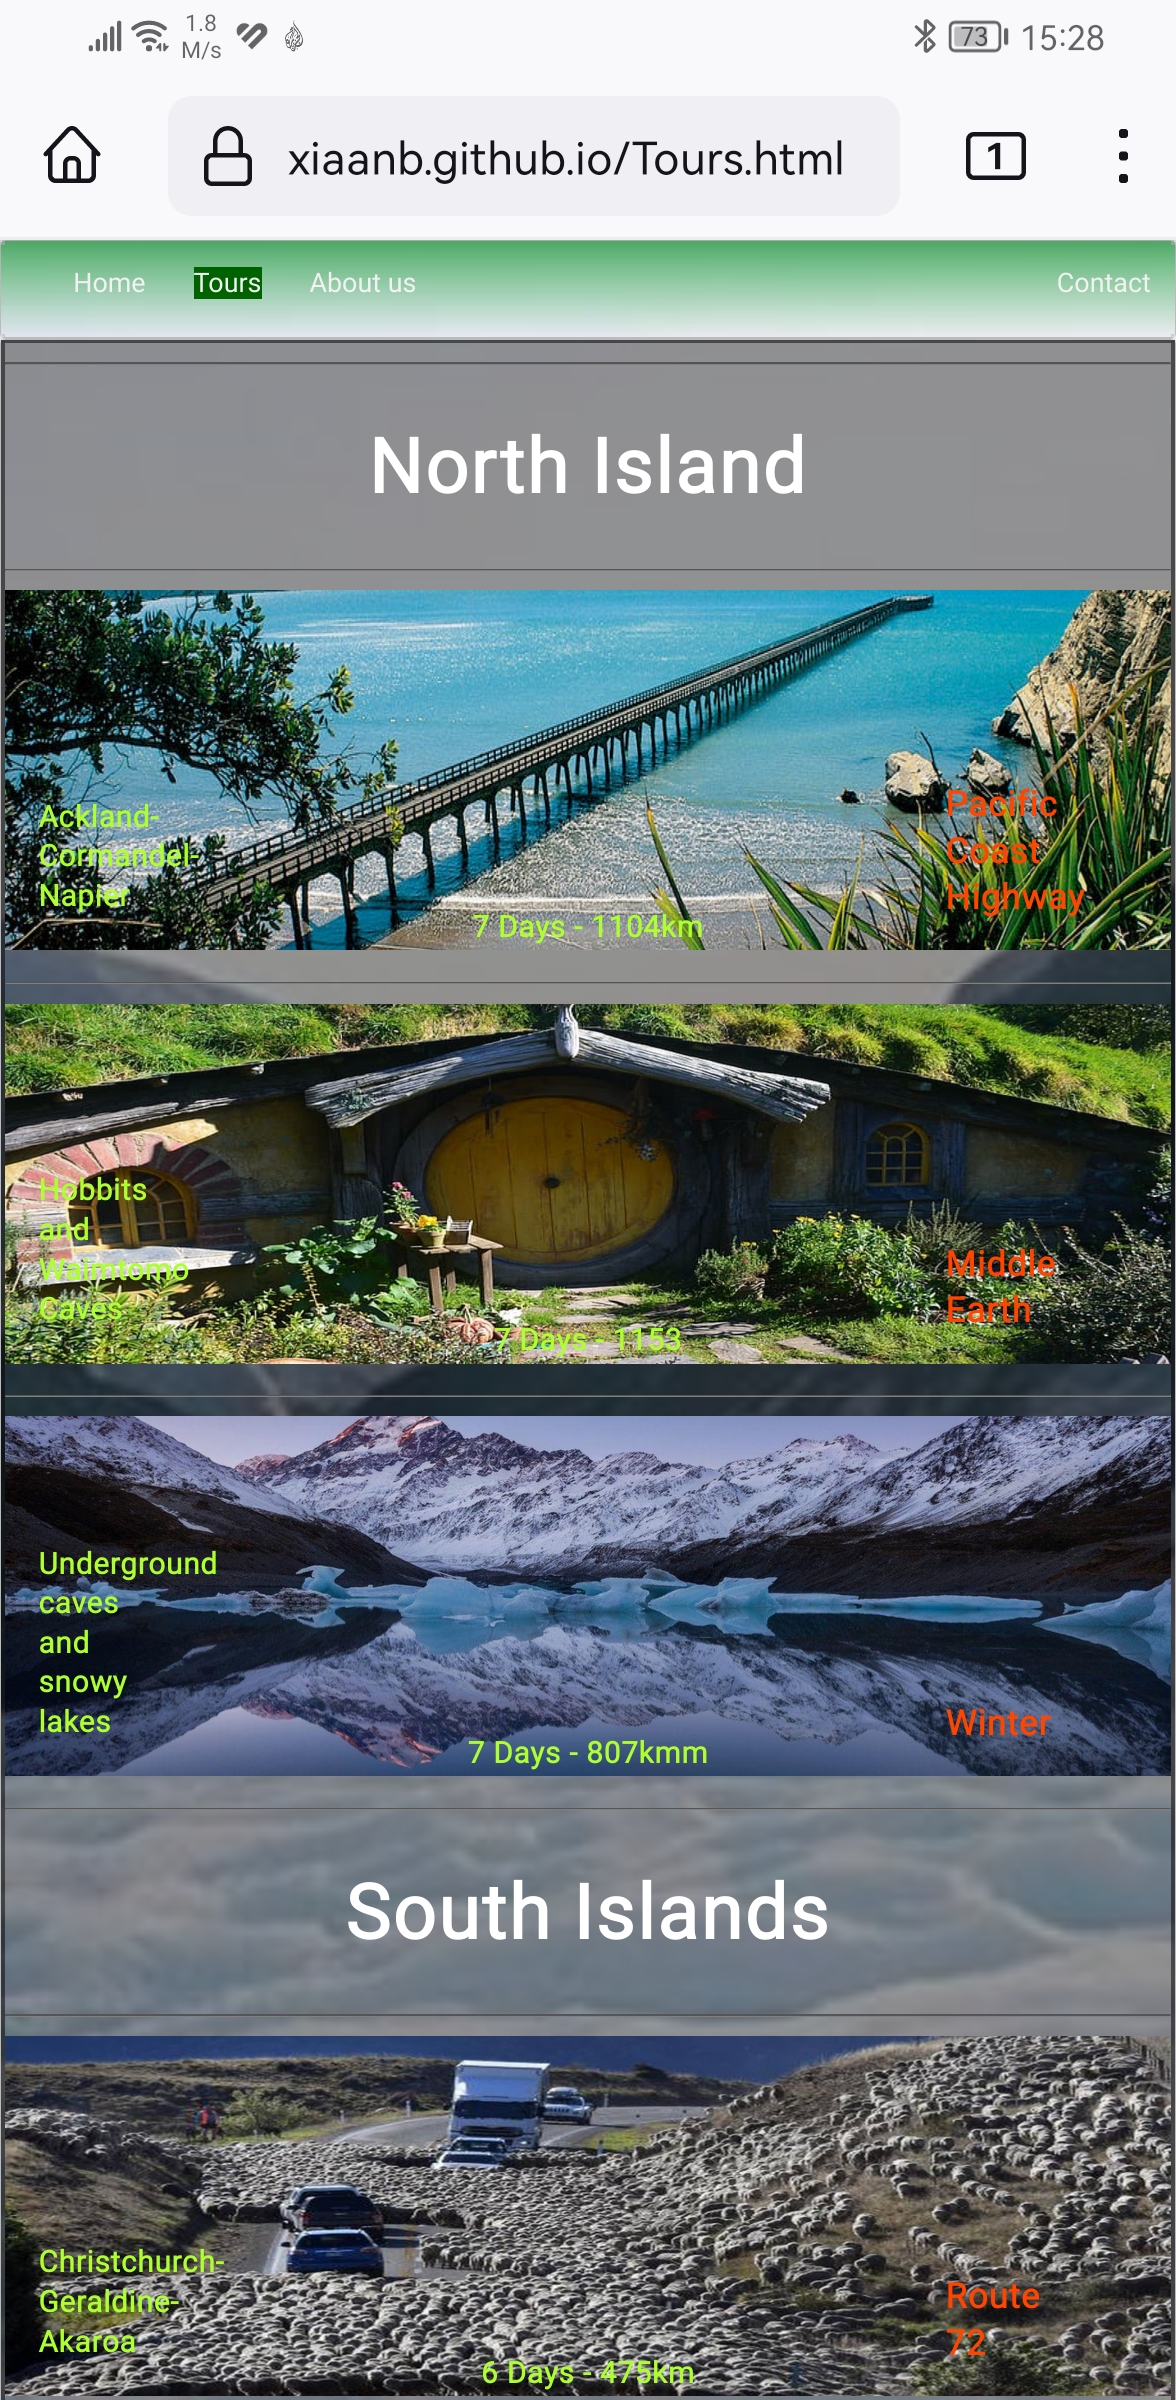 1.8
M/s
73
15:28
xiaanb.github.io/Tours.html
1
Home Tours About us Contact
North Island
Ackland-
Cormandel-
Napier
7 Days - 1104km
Pacific
Coast
Highway
Hobbits
and
Waimtomo
Caves
7 Days - 1153
Middle
Earth
Underground
caves
and
snowy
lakes
7 Days - 807kmm
Winter
South Islands
Christchurch-
Geraldine-
Akaroa
6 Days - 475km
Route
72